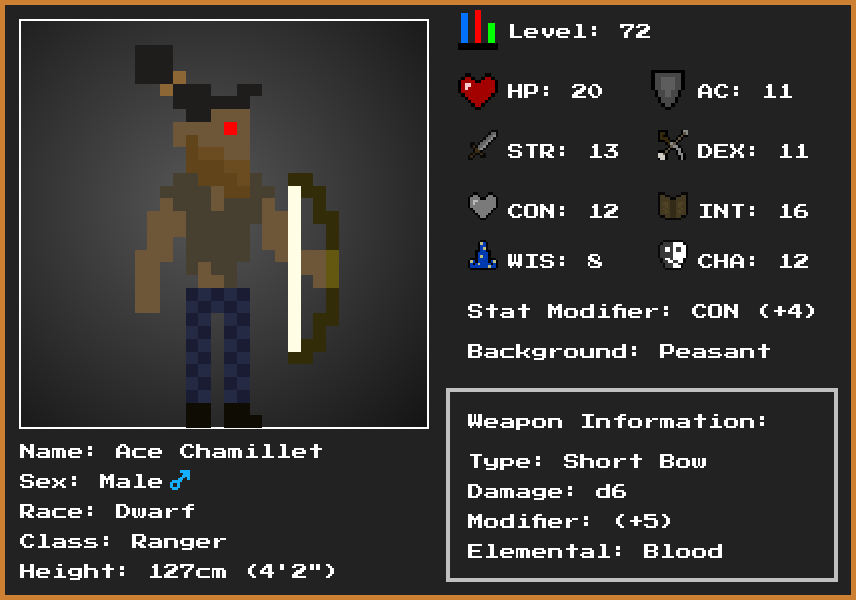 Level: 72
HP: 20
AC: 11
STR: 13
DEX: 11
CON: 12
INT: 16
WIS: 8
CHA: 12
Stat Modifier: CON (+4)
Background: Peasant
Weapon Information:
Type: Short Bow
Damage: d6
Modifier: (+5)
Elemental: Blood
Name: Ace Chamillet
Sex: Male ♂
Race: Dwarf
Class: Ranger
Height: 127cm (4'2")